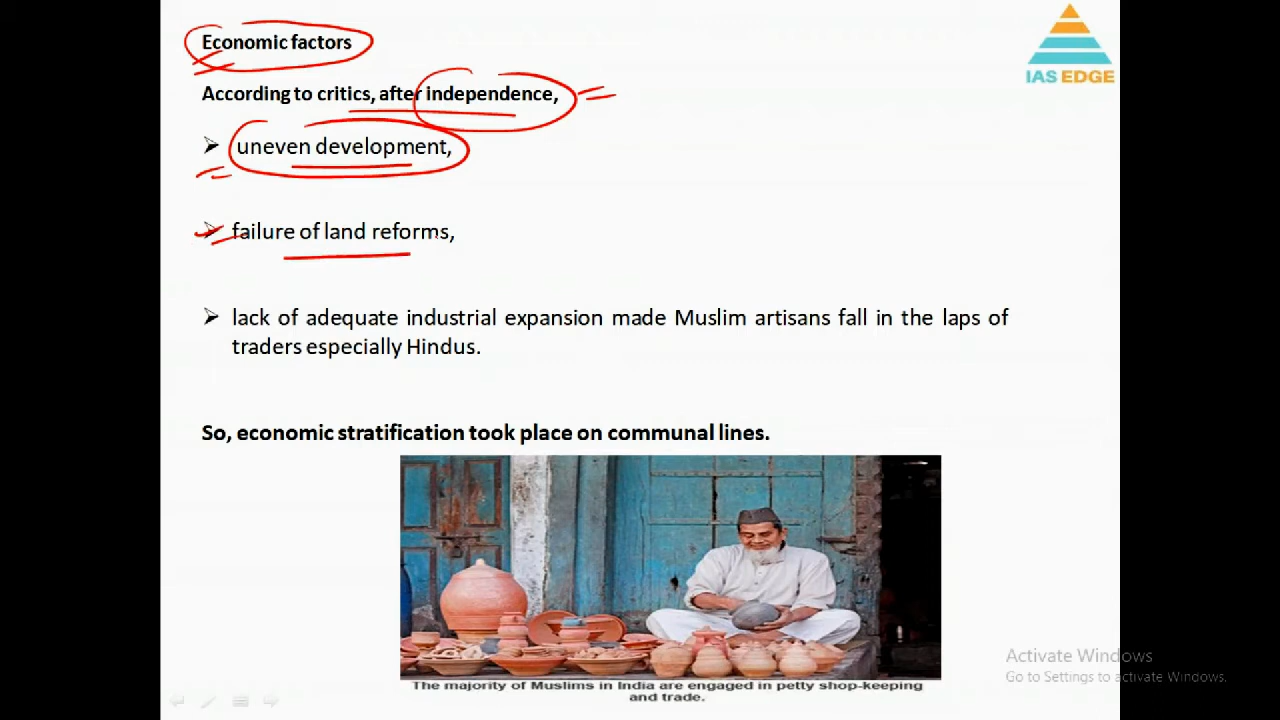 Economic factors
IAS EDGE
According to critics, after independence,
➢ uneven development,
➢ failure of land reforms,
➢ lack of adequate industrial expansion made Muslim artisans fall in the laps of
traders especially Hindus.
So, economic stratification took place on communal lines.
The majority of Muslims in India are engaged in petty shop-keeping
and trade.
Activate Windows
Go to Settings to activate Windows.